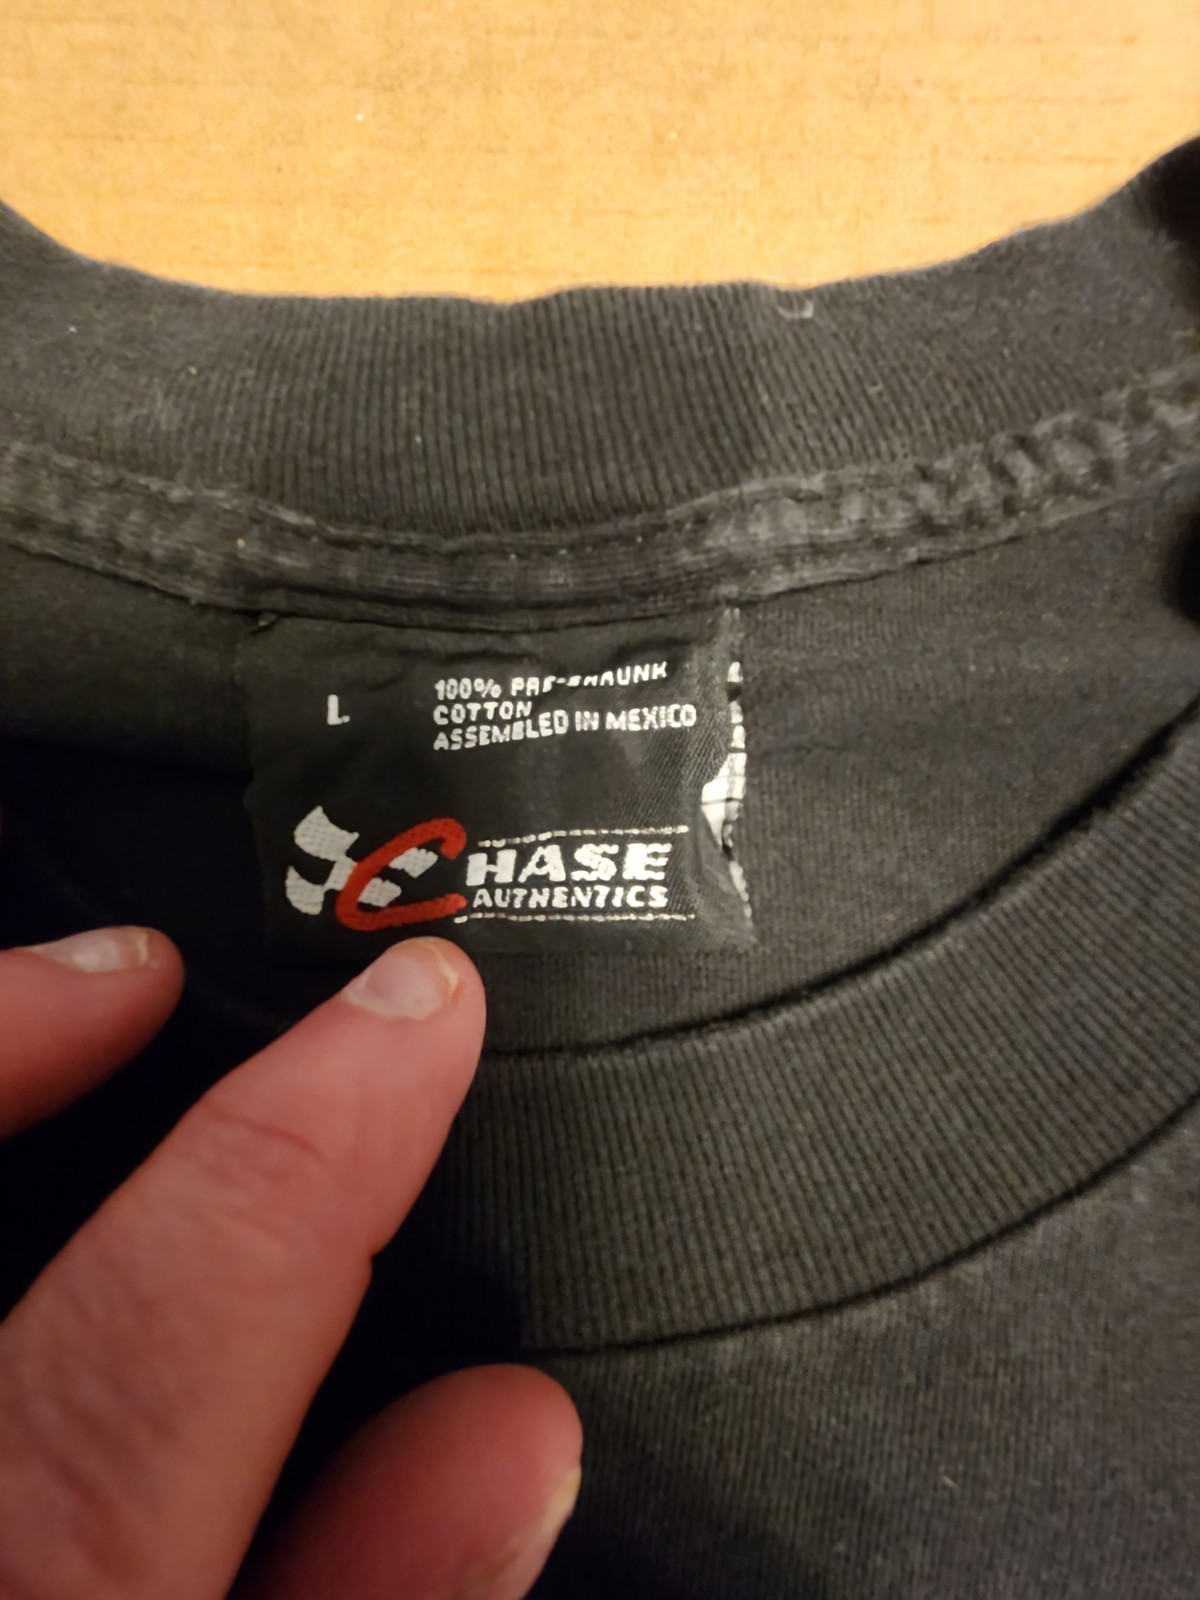 L
100% PRE-SHRUNK
COTTON
ASSEMBLED IN MEXICO
CHASE
AUTHENTICS